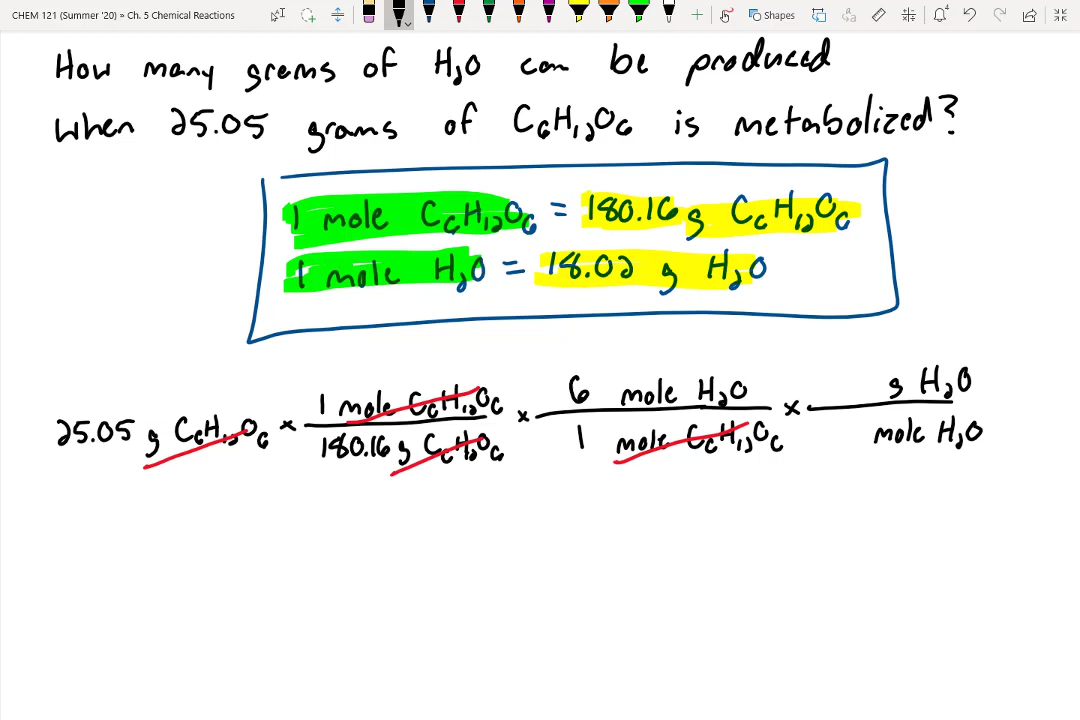 CHEM 121 (Summer '20) » Ch. 5 Chemical Reactions
Shapes
How many grams of H₂O can be produced
when 25.05 grams of C₆H₁₂O₆ is metabolized?
1 mole C₆H₁₂O₆ = 180.16 g C₆H₁₂O₆
1 mole H₂O = 18.02 g H₂O
25.05 g C₆H₁₂O₆ × 1 mole C₆H₁₂O₆ / 180.16 g C₆H₁₂O₆ × 6 mole H₂O / 1 mole C₆H₁₂O₆ × g H₂O / mole H₂O